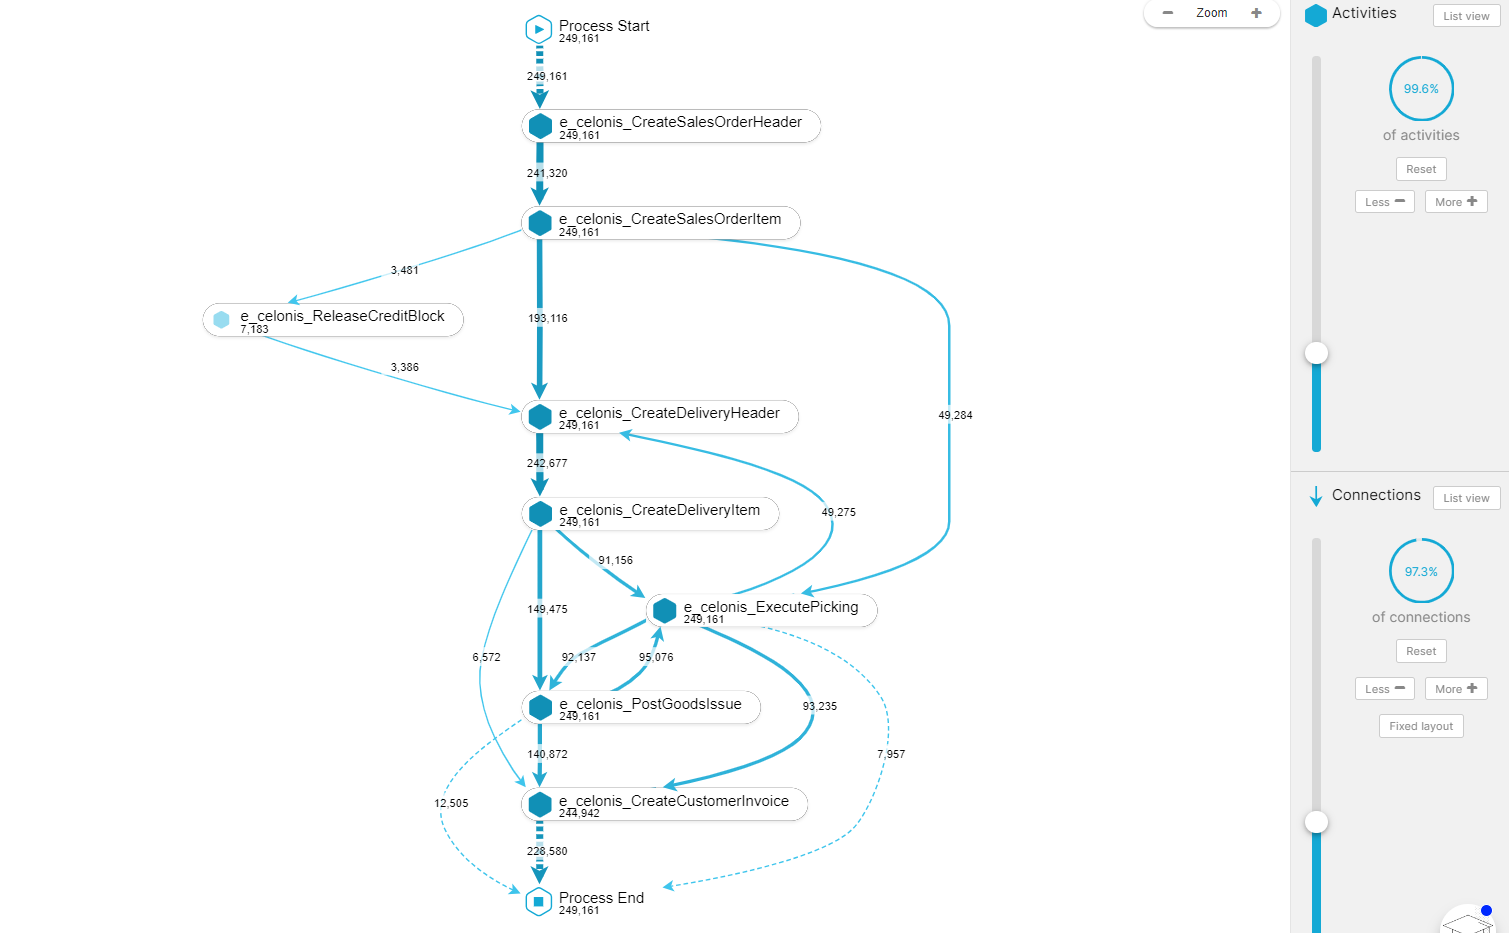 Process Start
249,161
249,161
e_celonis_CreateSalesOrderHeader
249,161
241,320
e_celonis_CreateSalesOrderItem
249,161
3,481
e_celonis_ReleaseCreditBlock
7,183
193,116
3,386
e_celonis_CreateDeliveryHeader
249,161
49,284
242,677
e_celonis_CreateDeliveryItem
249,161
49,275
91,156
149,475
e_celonis_ExecutePicking
249,161
6,572
92,137
95,076
e_celonis_PostGoodsIssue
249,161
93,235
140,872
7,957
12,505
e_celonis_CreateCustomerInvoice
244,942
228,580
Process End
249,161
Zoom
Activities
List view
99.6%
of activities
Reset
Less
More
Connections
List view
97.3%
of connections
Reset
Less
More
Fixed layout